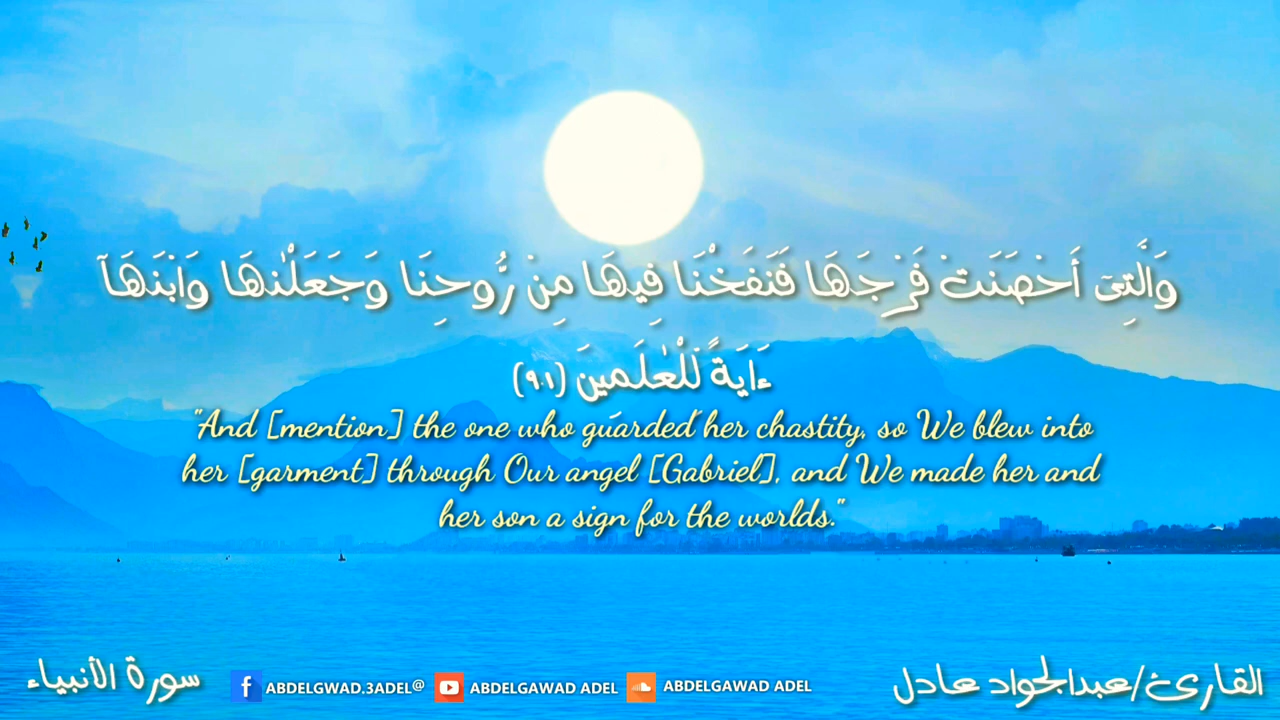 وَٱلَّتِىٓ أَحْصَنَتْ فَرْجَهَا فَنَفَخْنَا فِيهَا مِن رُّوحِنَا وَجَعَلْنَٰهَا وَٱبْنَهَآ
ءَايَةً لِّلْعَٰلَمِينَ (٩٠١)
"And [mention] the one who guarded her chastity, so We blew into
her [garment] through Our angel [Gabriel], and We made her and
her son a sign for the worlds."
سورة الأنبياء
ABDELGWAD.3ADEL@
ABDELGAWAD ADEL
ABDELGAWAD ADEL
القارئ/عبدالجواد عادل